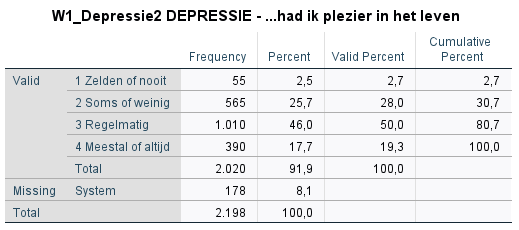 W1_Depressie2 DEPRESSIE - ...had ik plezier in het leven
Frequency Percent Valid Percent Cumulative Percent
Valid 1 Zelden of nooit 55 2,5 2,7 2,7
2 Soms of weinig 565 25,7 28,0 30,7
3 Regelmatig 1.010 46,0 50,0 80,7
4 Meestal of altijd 390 17,7 19,3 100,0
Total 2.020 91,9 100,0
Missing System 178 8,1
Total 2.198 100,0